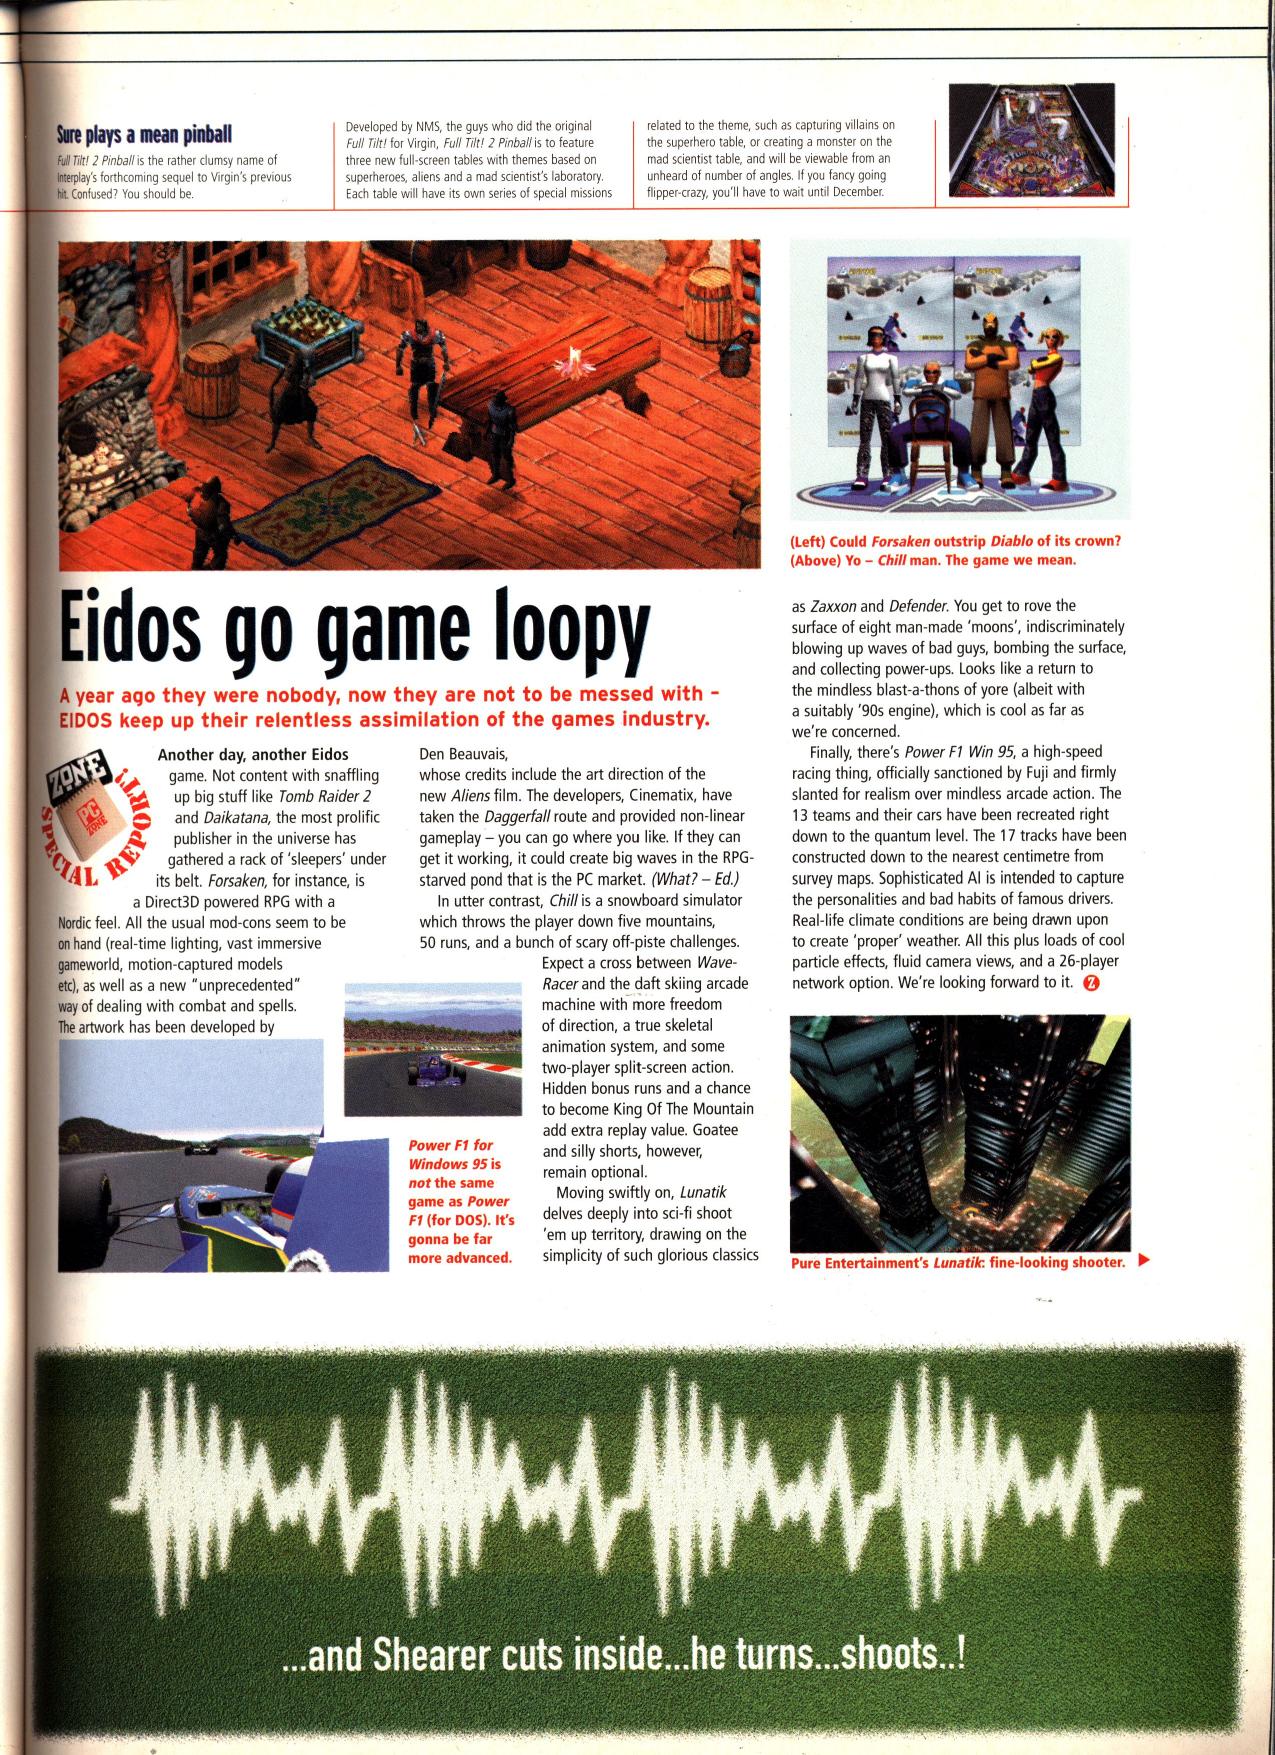 Sure plays a mean pinball
Full Tilt! 2 Pinball is the rather clumsy name of
Interplay's forthcoming sequel to Virgin's previous
hit. Confused? You should be.
Developed by NMS, the guys who did the original
Full Tilt! for Virgin, Full Tilt! 2 Pinball is to feature
three new full-screen tables with themes based on
superheroes, aliens and a mad scientist's laboratory.
Each table will have its own series of special missions
related to the theme, such as capturing villains on
the superhero table, or creating a monster on the
mad scientist table, and will be viewable from an
unheard of number of angles. If you fancy going
flipper-crazy, you'll have to wait until December.
(Left) Could Forsaken outstrip Diablo of its crown?
(Above) Yo – Chill man. The game we mean.
Eidos go game loopy
A year ago they were nobody, now they are not to be messed with –
EIDOS keep up their relentless assimilation of the games industry.
ZONE
PC
ZONE
SPECIAL REPORT!
Another day, another Eidos
game. Not content with snaffling
up big stuff like Tomb Raider 2
and Daikatana, the most prolific
publisher in the universe has
gathered a rack of 'sleepers' under
its belt. Forsaken, for instance, is
a Direct3D powered RPG with a
Nordic feel. All the usual mod-cons seem to be
on hand (real-time lighting, vast immersive
gameworld, motion-captured models
etc), as well as a new "unprecedented"
way of dealing with combat and spells.
The artwork has been developed by
Den Beauvais,
whose credits include the art direction of the
new Aliens film. The developers, Cinematix, have
taken the Daggerfall route and provided non-linear
gameplay – you can go where you like. If they can
get it working, it could create big waves in the RPG-
starved pond that is the PC market. (What? – Ed.)
In utter contrast, Chill is a snowboard simulator
which throws the player down five mountains,
50 runs, and a bunch of scary off-piste challenges.
Expect a cross between Wave-
Racer and the daft skiing arcade
machine with more freedom
of direction, a true skeletal
animation system, and some
two-player split-screen action.
Hidden bonus runs and a chance
to become King Of The Mountain
add extra replay value. Goatee
and silly shorts, however,
remain optional.
Moving swiftly on, Lunatik
delves deeply into sci-fi shoot
'em up territory, drawing on the
simplicity of such glorious classics
as Zaxxon and Defender. You get to rove the
surface of eight man-made 'moons', indiscriminately
blowing up waves of bad guys, bombing the surface,
and collecting power-ups. Looks like a return to
the mindless blast-a-thons of yore (albeit with
a suitably '90s engine), which is cool as far as
we're concerned.
Finally, there's Power F1 Win 95, a high-speed
racing thing, officially sanctioned by Fuji and firmly
slanted for realism over mindless arcade action. The
13 teams and their cars have been recreated right
down to the quantum level. The 17 tracks have been
constructed down to the nearest centimetre from
survey maps. Sophisticated AI is intended to capture
the personalities and bad habits of famous drivers.
Real-life climate conditions are being drawn upon
to create 'proper' weather. All this plus loads of cool
particle effects, fluid camera views, and a 26-player
network option. We're looking forward to it. Z
Power F1 for
Windows 95 is
not the same
game as Power
F1 (for DOS). It's
gonna be far
more advanced.
Pure Entertainment's Lunatik: fine-looking shooter.
...and Shearer cuts inside...he turns...shoots..!